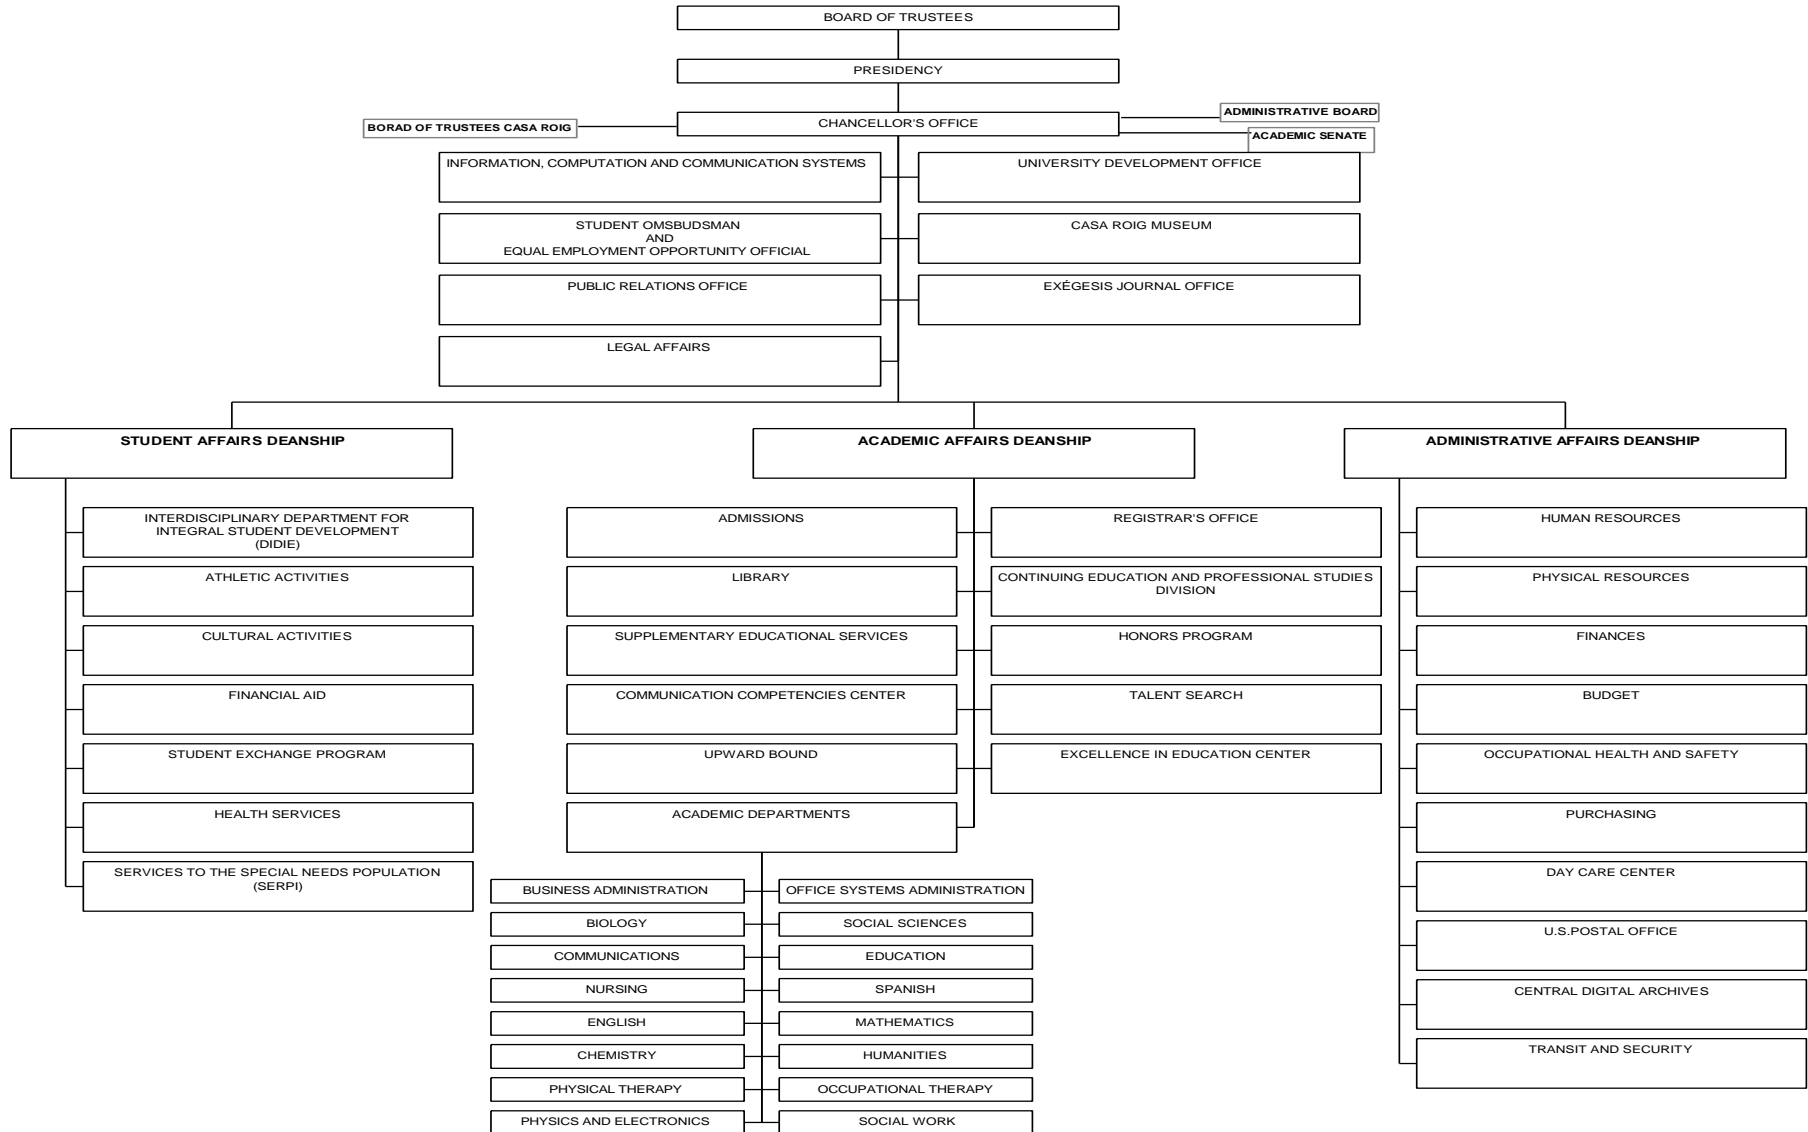 BOARD OF TRUSTEES
PRESIDENCY
ADMINISTRATIVE BOARD
CHANCELLOR'S OFFICE
BORAD OF TRUSTEES CASA ROIG
ACADEMIC SENATE
INFORMATION, COMPUTATION AND COMMUNICATION SYSTEMS
UNIVERSITY DEVELOPMENT OFFICE
STUDENT OMSBUDSMAN
AND
EQUAL EMPLOYMENT OPPORTUNITY OFFICIAL
CASA ROIG MUSEUM
PUBLIC RELATIONS OFFICE
EXÉGESIS JOURNAL OFFICE
LEGAL AFFAIRS
STUDENT AFFAIRS DEANSHIP
ACADEMIC AFFAIRS DEANSHIP
ADMINISTRATIVE AFFAIRS DEANSHIP
INTERDISCIPLINARY DEPARTMENT FOR
INTEGRAL STUDENT DEVELOPMENT
(DIDIE)
ATHLETIC ACTIVITIES
CULTURAL ACTIVITIES
FINANCIAL AID
STUDENT EXCHANGE PROGRAM
HEALTH SERVICES
SERVICES TO THE SPECIAL NEEDS POPULATION
(SERPI)
ADMISSIONS
REGISTRAR'S OFFICE
LIBRARY
CONTINUING EDUCATION AND PROFESSIONAL STUDIES
DIVISION
SUPPLEMENTARY EDUCATIONAL SERVICES
HONORS PROGRAM
COMMUNICATION COMPETENCIES CENTER
TALENT SEARCH
UPWARD BOUND
EXCELLENCE IN EDUCATION CENTER
ACADEMIC DEPARTMENTS
BUSINESS ADMINISTRATION
OFFICE SYSTEMS ADMINISTRATION
BIOLOGY
SOCIAL SCIENCES
COMMUNICATIONS
EDUCATION
NURSING
SPANISH
ENGLISH
MATHEMATICS
CHEMISTRY
HUMANITIES
PHYSICAL THERAPY
OCCUPATIONAL THERAPY
PHYSICS AND ELECTRONICS
SOCIAL WORK
HUMAN RESOURCES
PHYSICAL RESOURCES
FINANCES
BUDGET
OCCUPATIONAL HEALTH AND SAFETY
PURCHASING
DAY CARE CENTER
U.S.POSTAL OFFICE
CENTRAL DIGITAL ARCHIVES
TRANSIT AND SECURITY